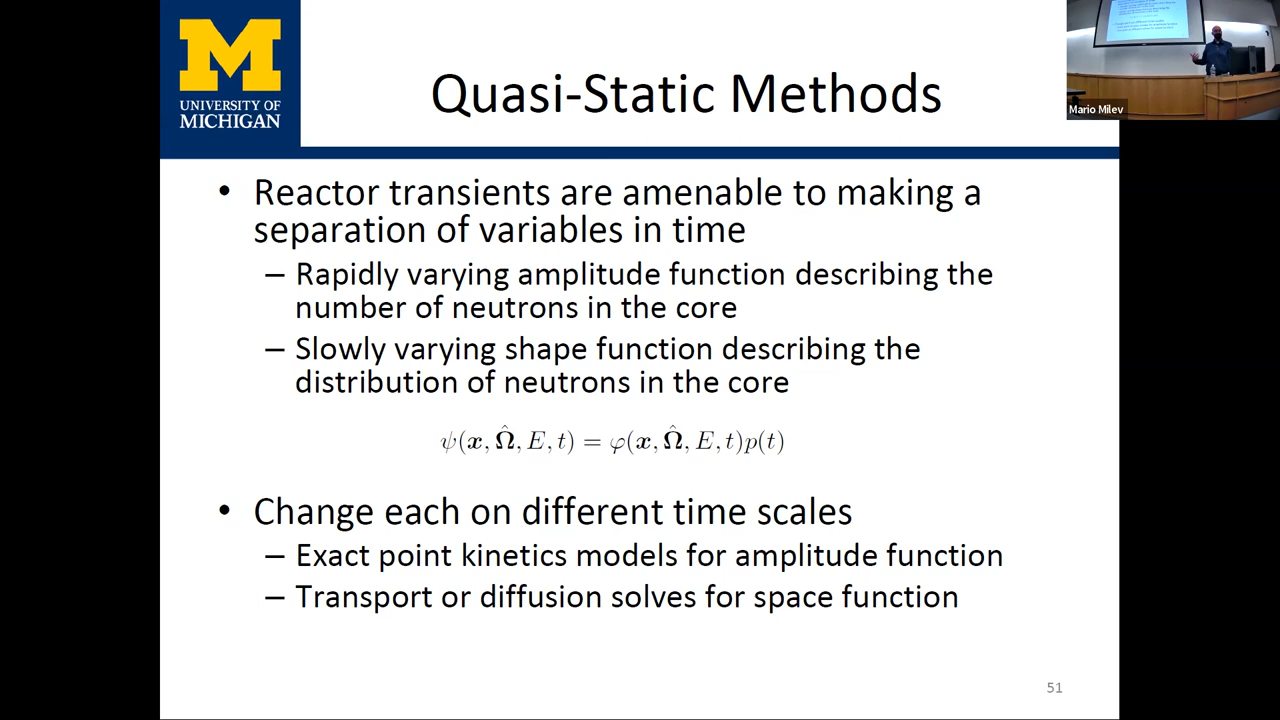 UNIVERSITY OF
MICHIGAN
Quasi-Static Methods
Mario Milev
• Reactor transients are amenable to making a
separation of variables in time
– Rapidly varying amplitude function describing the
number of neutrons in the core
– Slowly varying shape function describing the
distribution of neutrons in the core
ψ(x, Ω̂, E, t) = φ(x, Ω̂, E, t)p(t)
• Change each on different time scales
– Exact point kinetics models for amplitude function
– Transport or diffusion solves for space function
51